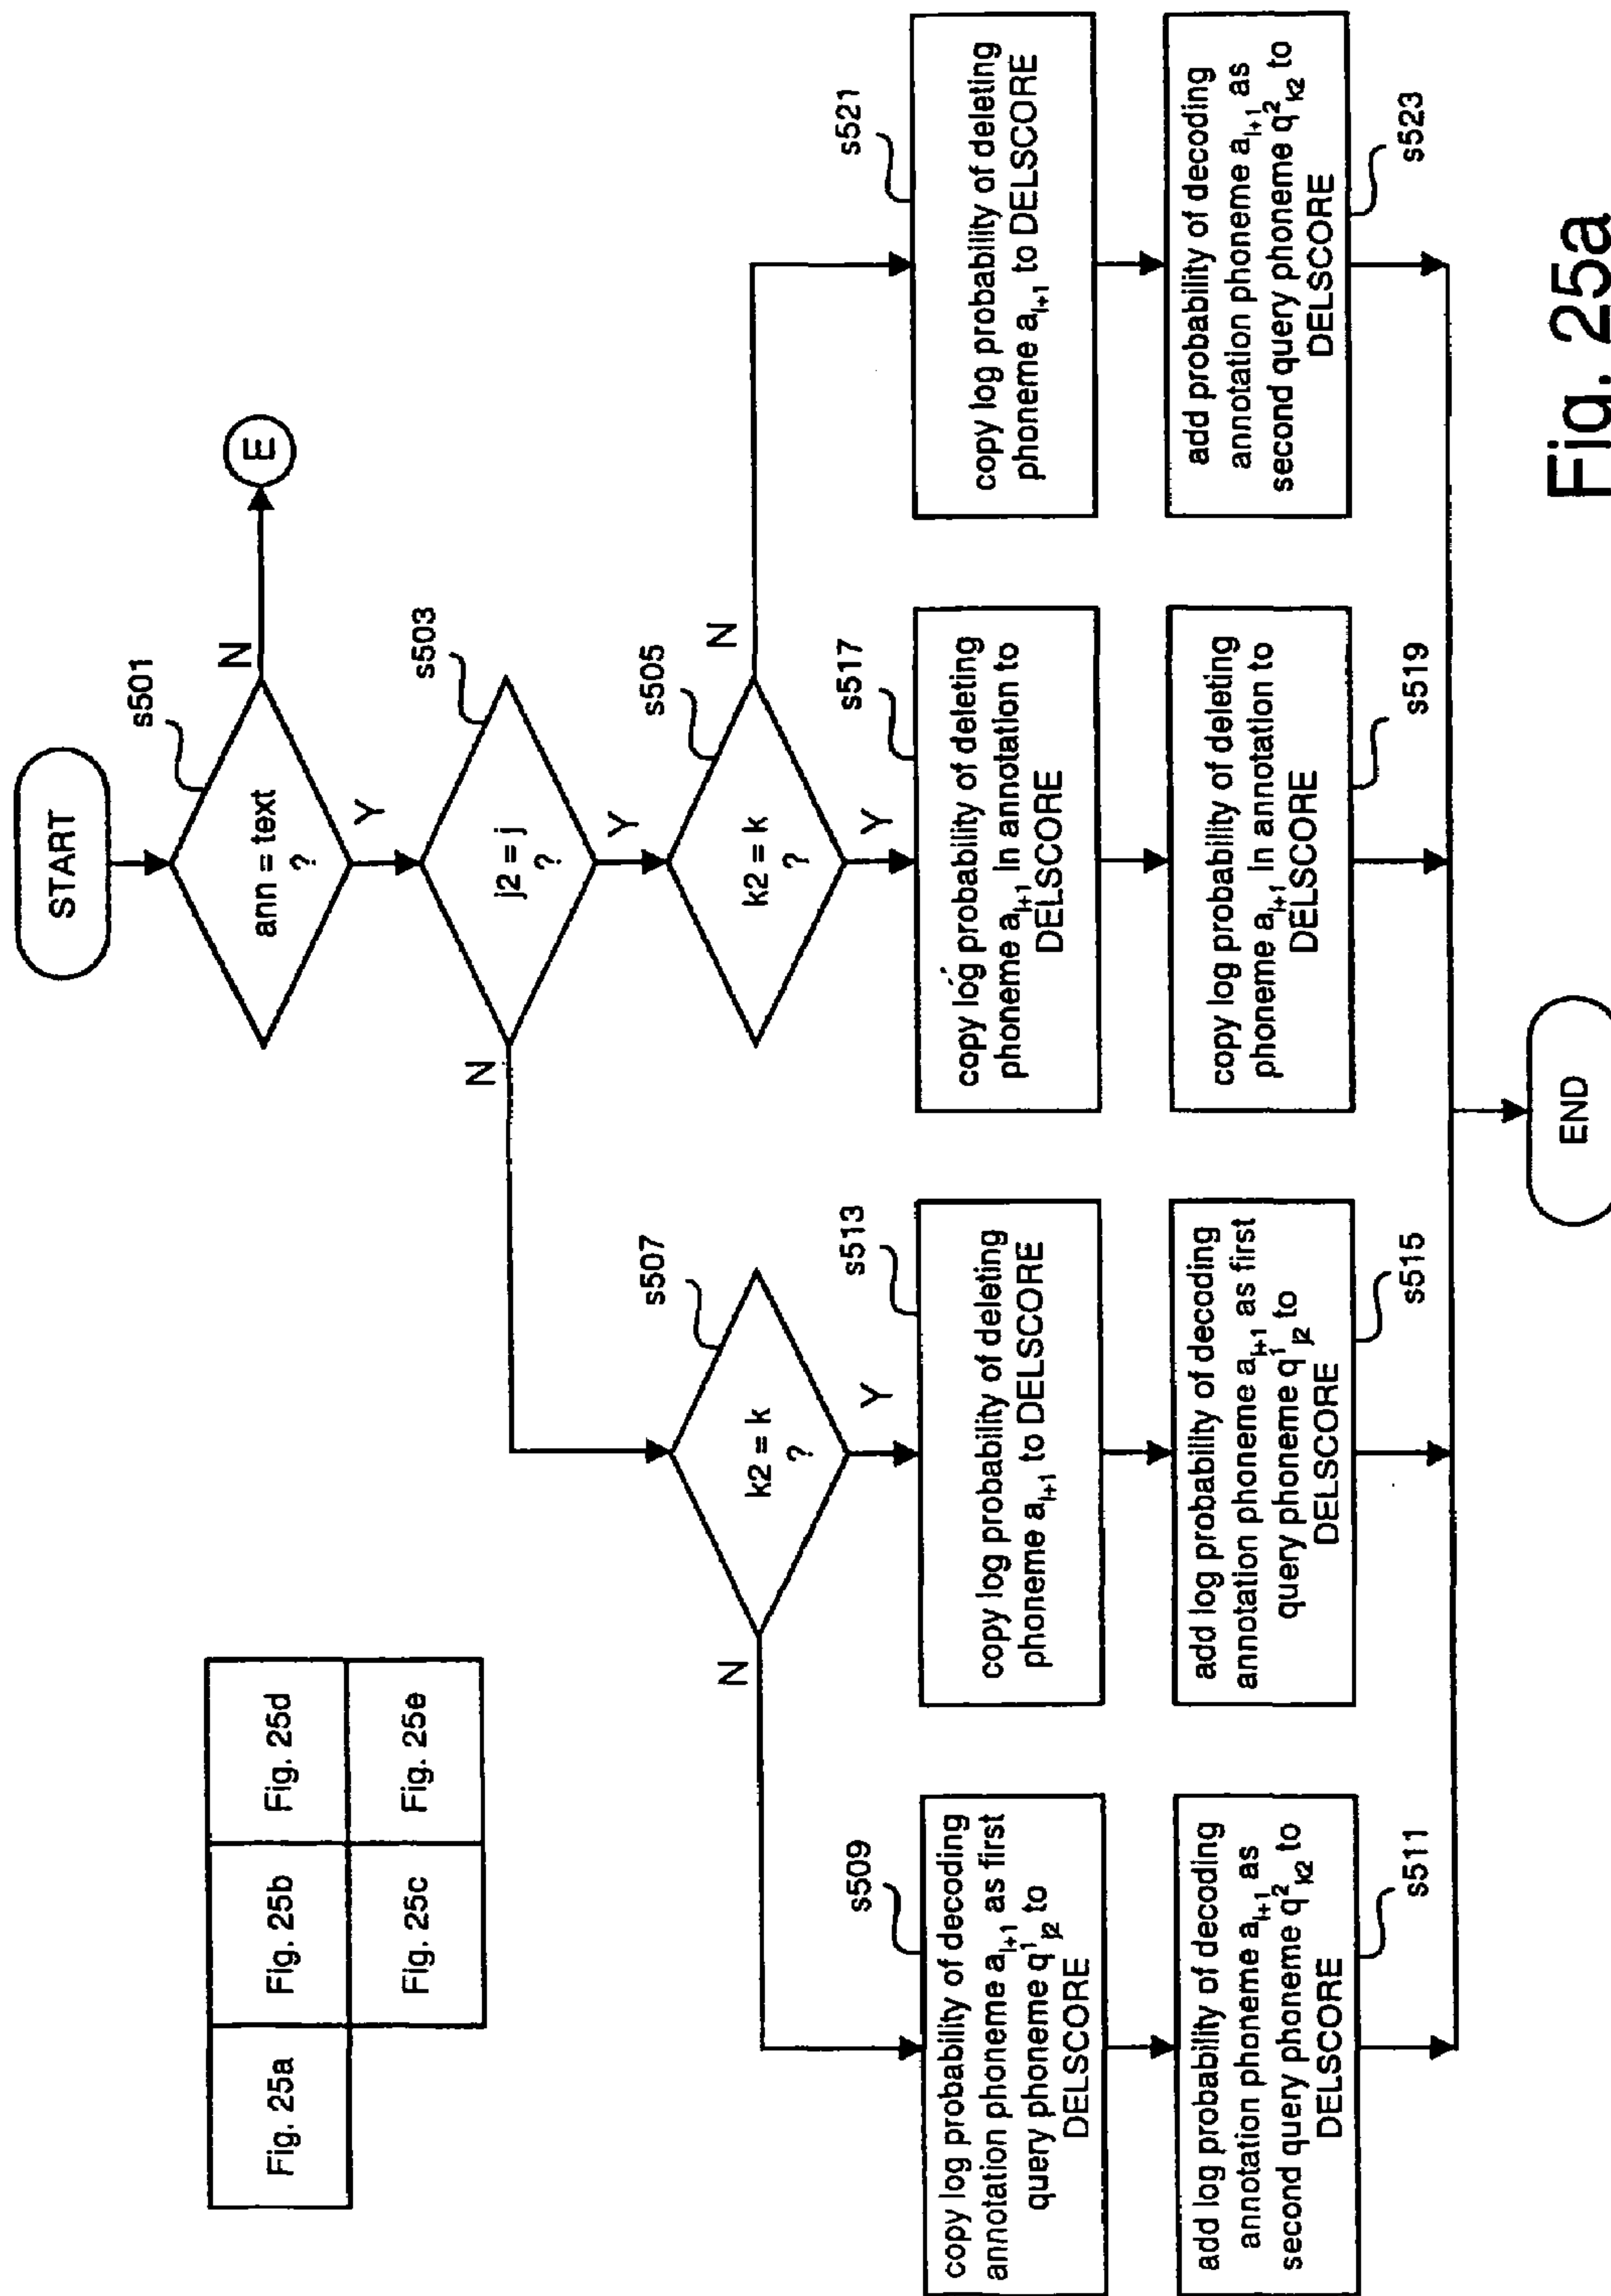 START
s501
ann = text
?
N
E
Y
s503
j2 = j
?
N
Y
s505
k2 = k
?
N
Y
s507
k2 = k
?
N
Y
Fig. 25a
Fig. 25b
Fig. 25d
Fig. 25c
Fig. 25e
s509
copy log probability of decoding
annotation phoneme a_{i+1} as first
query phoneme q^1_{j2} to
DELSCORE
add log probability of decoding
annotation phoneme a_{i+1} as
second query phoneme q^2_{k2} to
DELSCORE
s511
s513
copy log probability of deleting
phoneme a_{i+1} to DELSCORE
add log probability of decoding
annotation phoneme a_{i+1} as first
query phoneme q^1_{j2} to
DELSCORE
s515
s517
copy log probability of deleting
phoneme a_{i+1} in annotation to
DELSCORE
copy log probability of deleting
phoneme a_{i+1} in annotation to
DELSCORE
s519
s521
copy log probability of deleting
phoneme a_{i+1} to DELSCORE
add probability of decoding
annotation phoneme a_{i+1} as
second query phoneme q^2_{k2} to
DELSCORE
s523
END
Fig. 25a